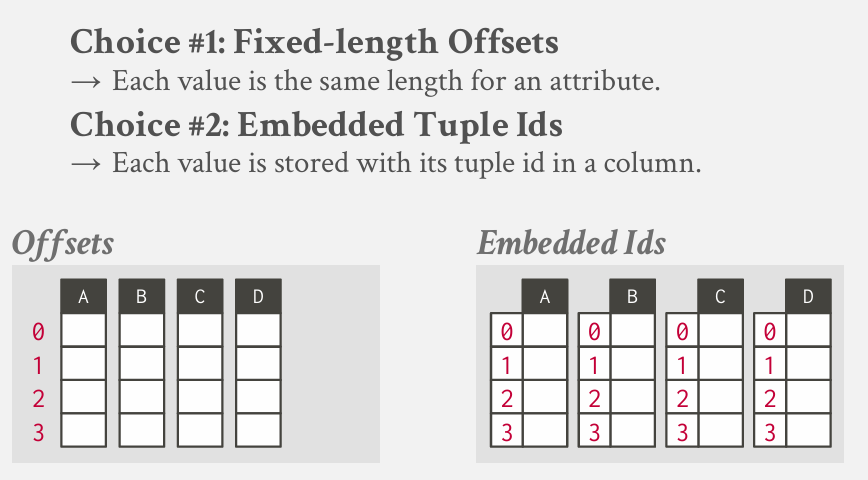 Choice #1: Fixed-length Offsets
→ Each value is the same length for an attribute.
Choice #2: Embedded Tuple Ids
→ Each value is stored with its tuple id in a column.
Offsets
A B C D
0
1
2
3
Embedded Ids
A B C D
0 0 0 0
1 1 1 1
2 2 2 2
3 3 3 3